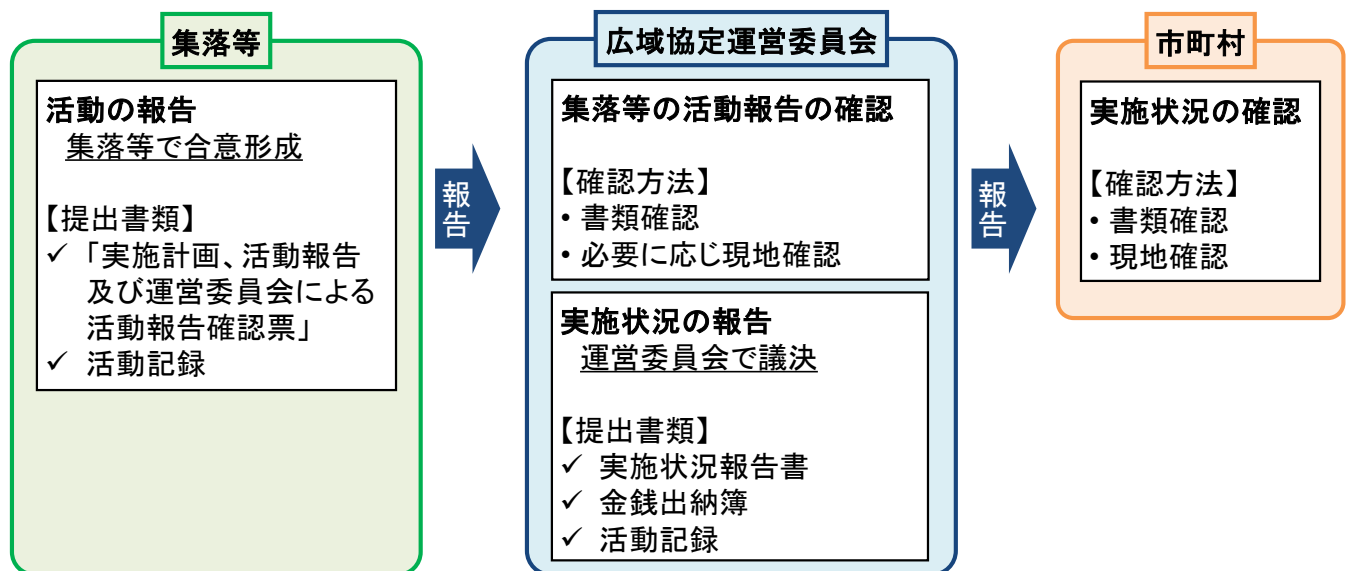 集落等
活動の報告
集落等で合意形成
【提出書類】
✓ 「実施計画、活動報告
及び運営委員会による
活動報告確認票」
✓ 活動記録
報告
広域協定運営委員会
集落等の活動報告の確認
【確認方法】
• 書類確認
• 必要に応じ現地確認
実施状況の報告
運営委員会で議決
【提出書類】
✓ 実施状況報告書
✓ 金銭出納簿
✓ 活動記録
報告
市町村
実施状況の確認
【確認方法】
• 書類確認
• 現地確認